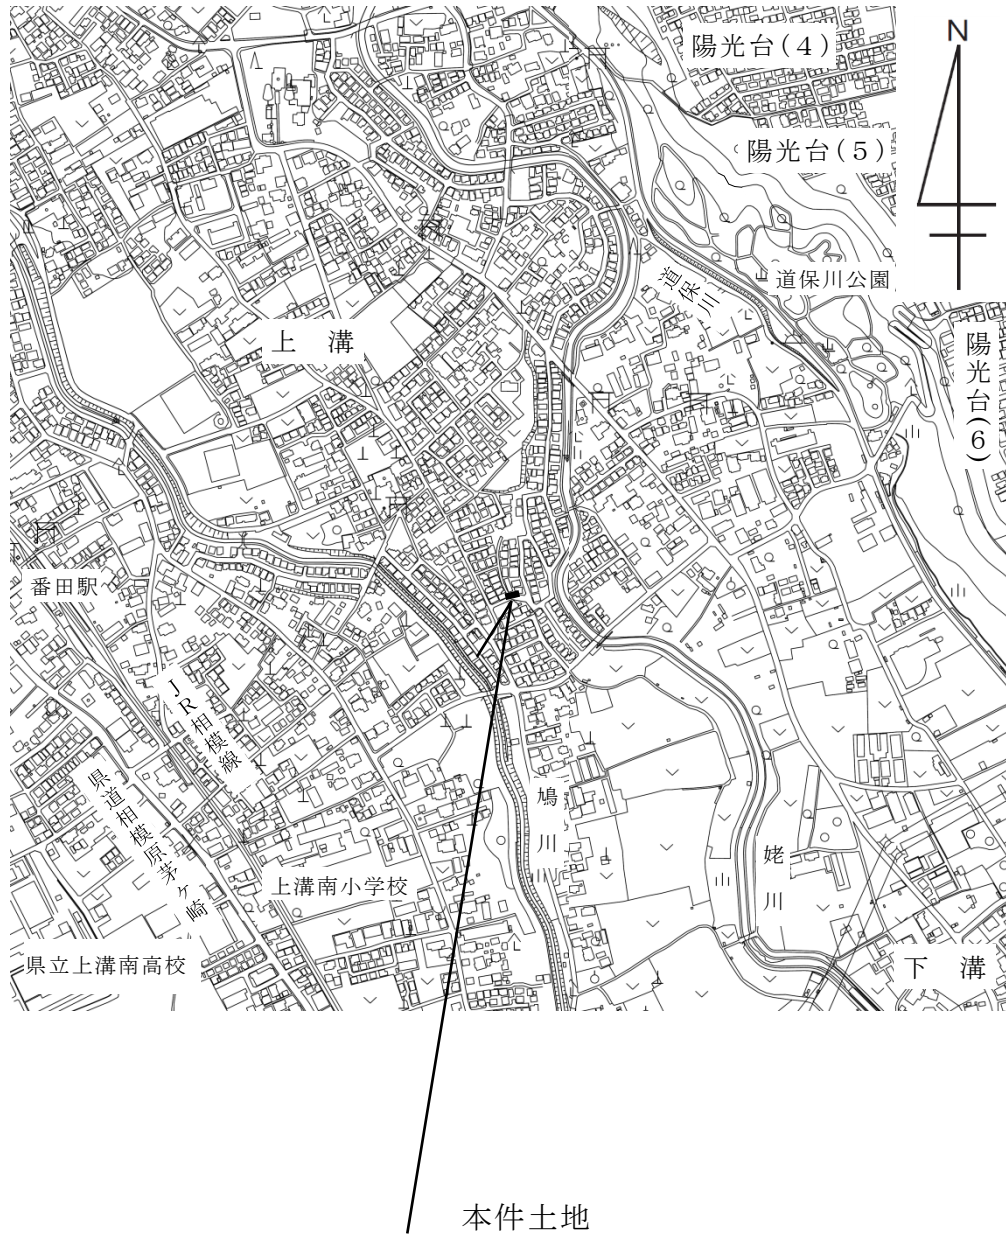 陽光台(4)
N
陽光台(5)
道保川公園
道保川
上 溝
陽光台(6)
番田駅
JR相模線
県道相模原茅ヶ崎
鳩川
姥川
上溝南小学校
県立上溝南高校
下 溝
本件土地